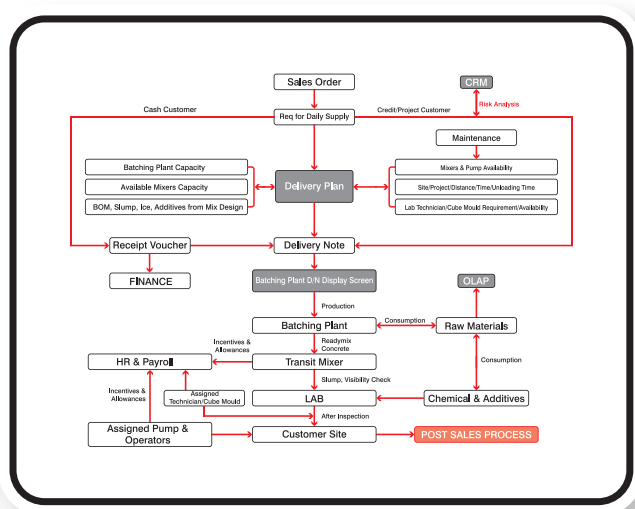 Sales Order
CRM
Cash Customer
Credit/Project Customer
Risk Analysis
Req for Daily Supply
Maintenance
Batching Plant Capacity
Mixers & Pump Availability
Delivery Plan
Available Mixers Capacity
Site/Project/Distance/Time/Unloading Time
BOM, Slump, Ice, Additives from Mix Design
Lab Technician/Cube Mould Requirement/Availability
Receipt Voucher
Delivery Note
FINANCE
Batching Plant D/N Display Screen
OLAP
Production
Batching Plant
Consumption
Raw Materials
Incentives &
Allowances
Readymix
Concrete
HR & Payroll
Transit Mixer
Consumption
Slump, Visibility Check
Incentives &
Allowances
Assigned
Technician/Cube Mould
LAB
Chemical & Additives
After Inspection
Assigned Pump &
Operators
Customer Site
POST SALES PROCESS